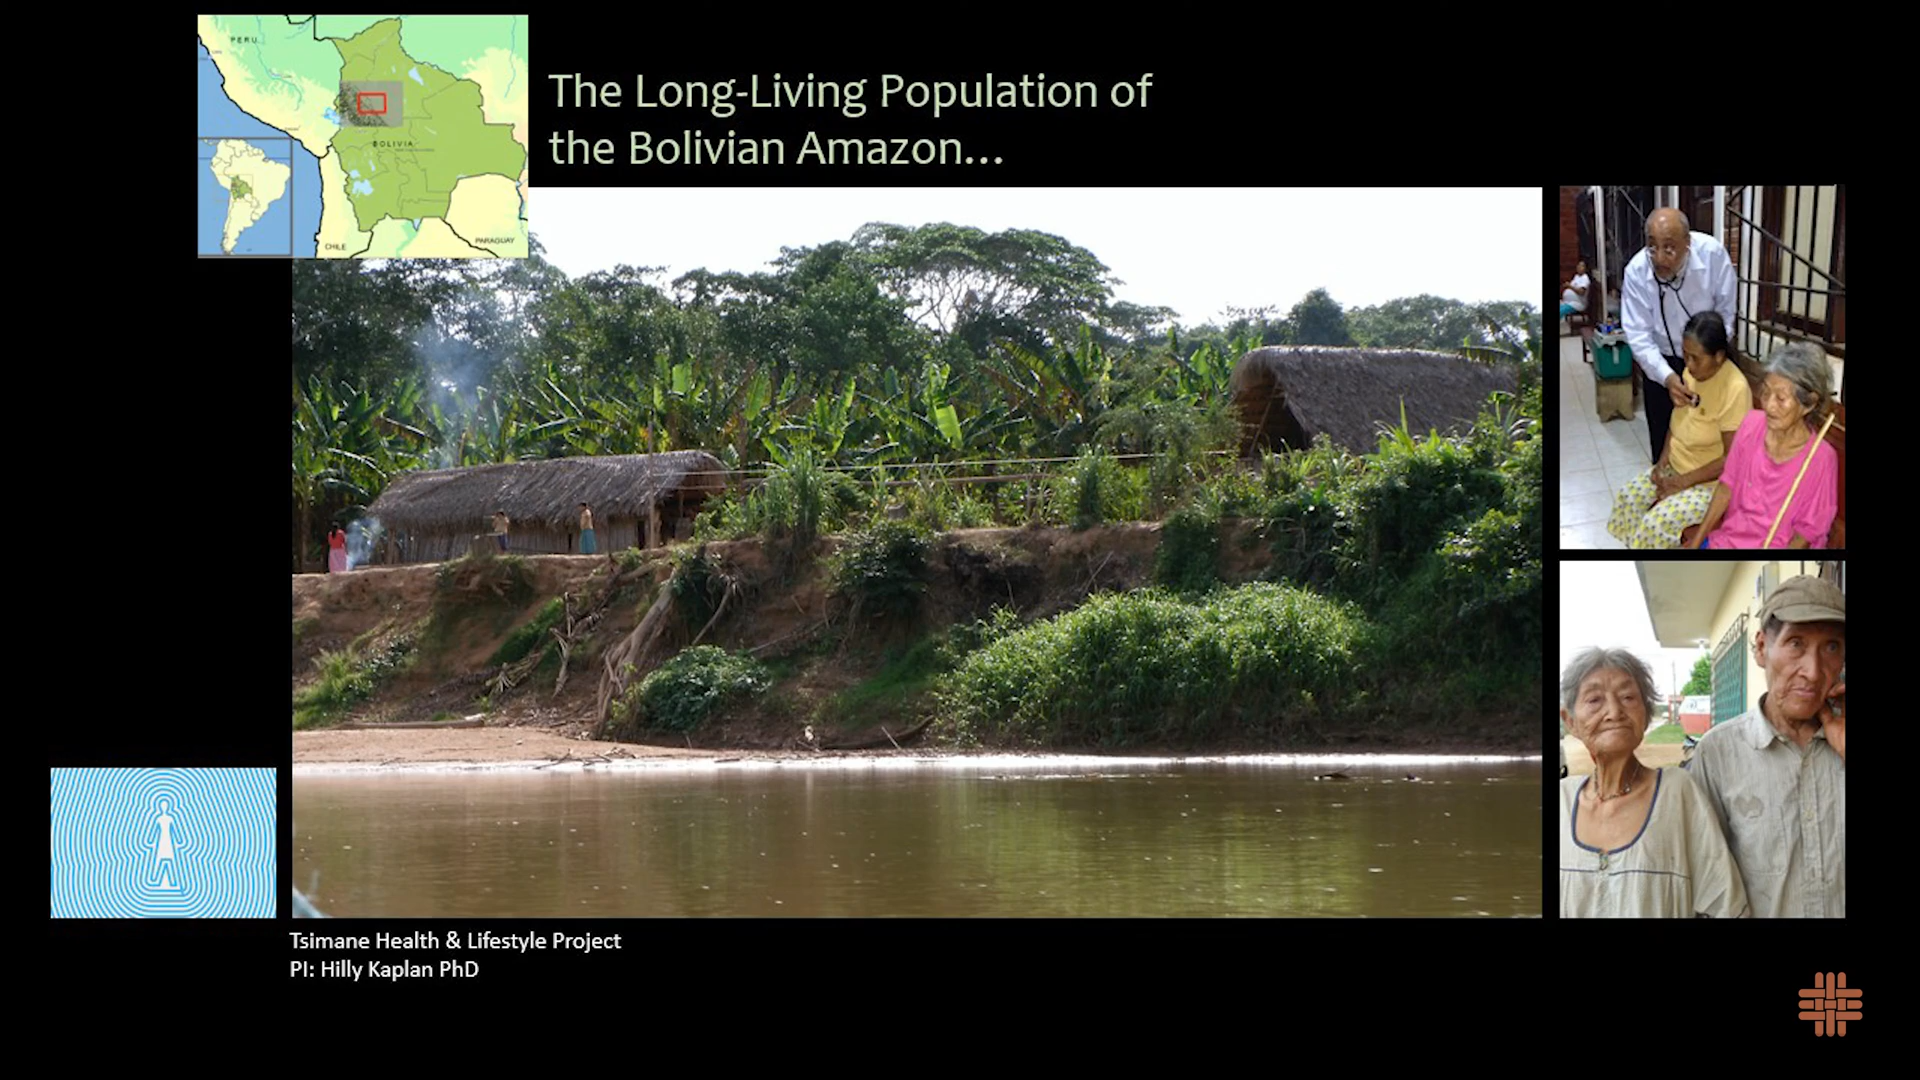 PERU
BOLIVIA
CHILE
PARAGUAY
The Long-Living Population of
the Bolivian Amazon...
Tsimane Health & Lifestyle Project
PI: Hilly Kaplan PhD